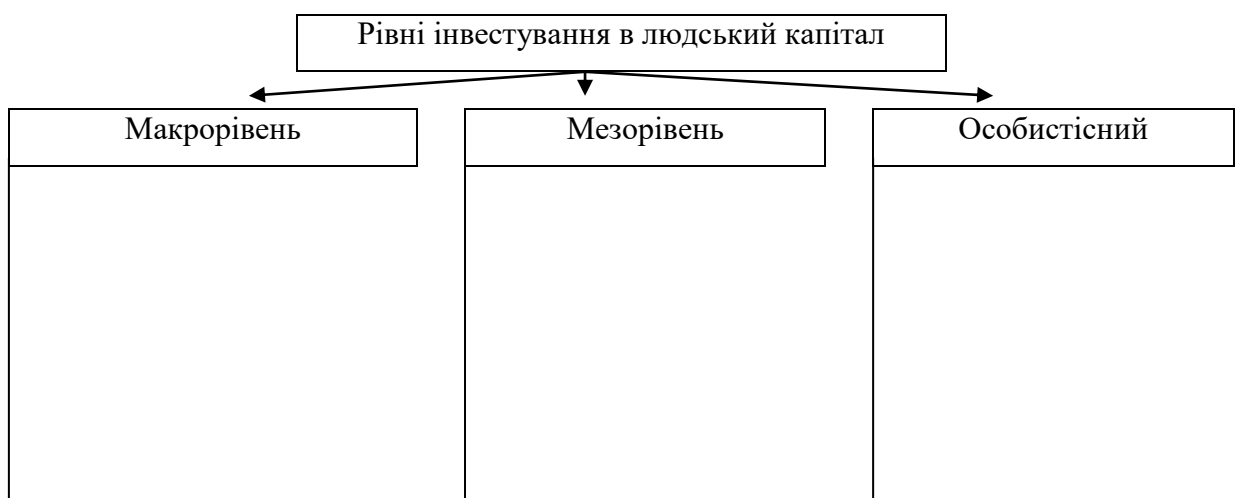 Рівні інвестування в людський капітал
Макрорівень
Мезорівень
Особистісний